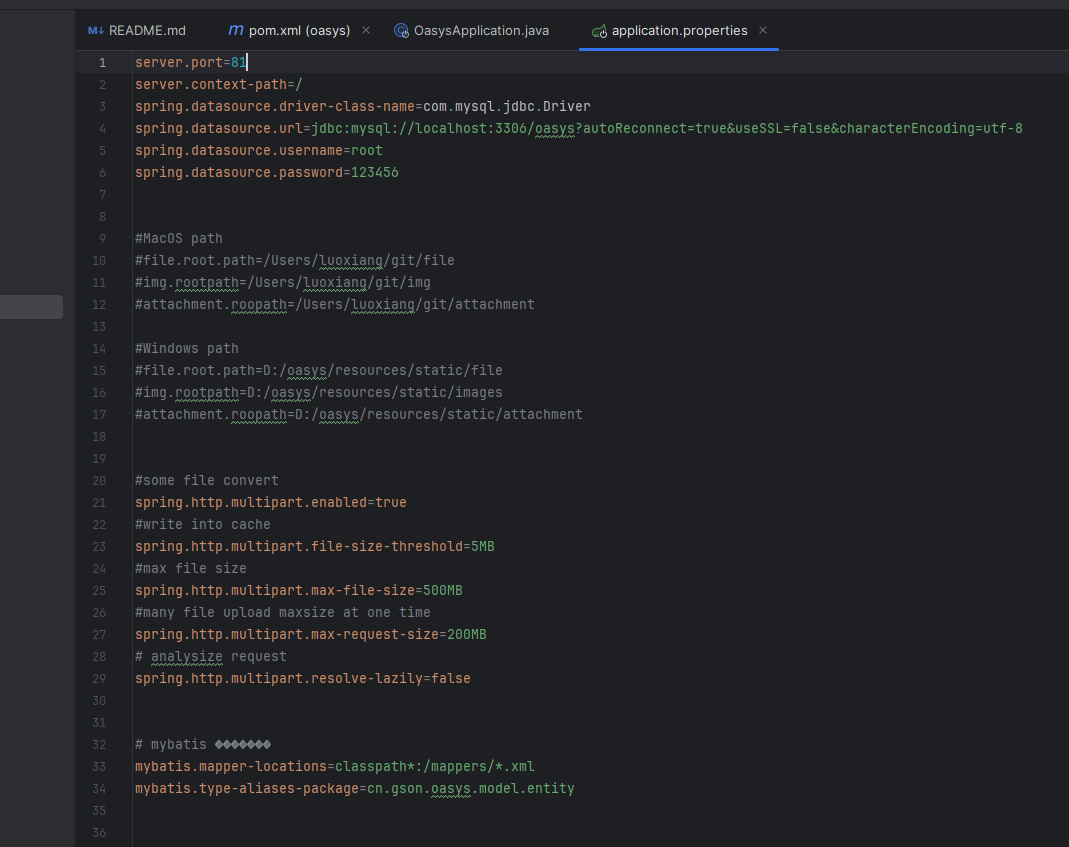 README.md
pom.xml (oasys)
OasysApplication.java
application.properties
1 server.port=81
2 server.context-path=/
3 spring.datasource.driver-class-name=com.mysql.jdbc.Driver
4 spring.datasource.url=jdbc:mysql://localhost:3306/oasys?autoReconnect=true&useSSL=false&characterEncoding=utf-8
5 spring.datasource.username=root
6 spring.datasource.password=123456
7
8
9 #MacOS path
10 #file.root.path=/Users/luoxiang/git/file
11 #img.rootpath=/Users/luoxiang/git/img
12 #attachment.roopath=/Users/luoxiang/git/attachment
13
14 #Windows path
15 #file.root.path=D:/oasys/resources/static/file
16 #img.rootpath=D:/oasys/resources/static/images
17 #attachment.roopath=D:/oasys/resources/static/attachment
18
19
20 #some file convert
21 spring.http.multipart.enabled=true
22 #write into cache
23 spring.http.multipart.file-size-threshold=5MB
24 #max file size
25 spring.http.multipart.max-file-size=500MB
26 #many file upload maxsize at one time
27 spring.http.multipart.max-request-size=200MB
28 # analysize request
29 spring.http.multipart.resolve-lazily=false
30
31
32 # mybatis �������
33 mybatis.mapper-locations=classpath*:/mappers/*.xml
34 mybatis.type-aliases-package=cn.gson.oasys.model.entity
35
36